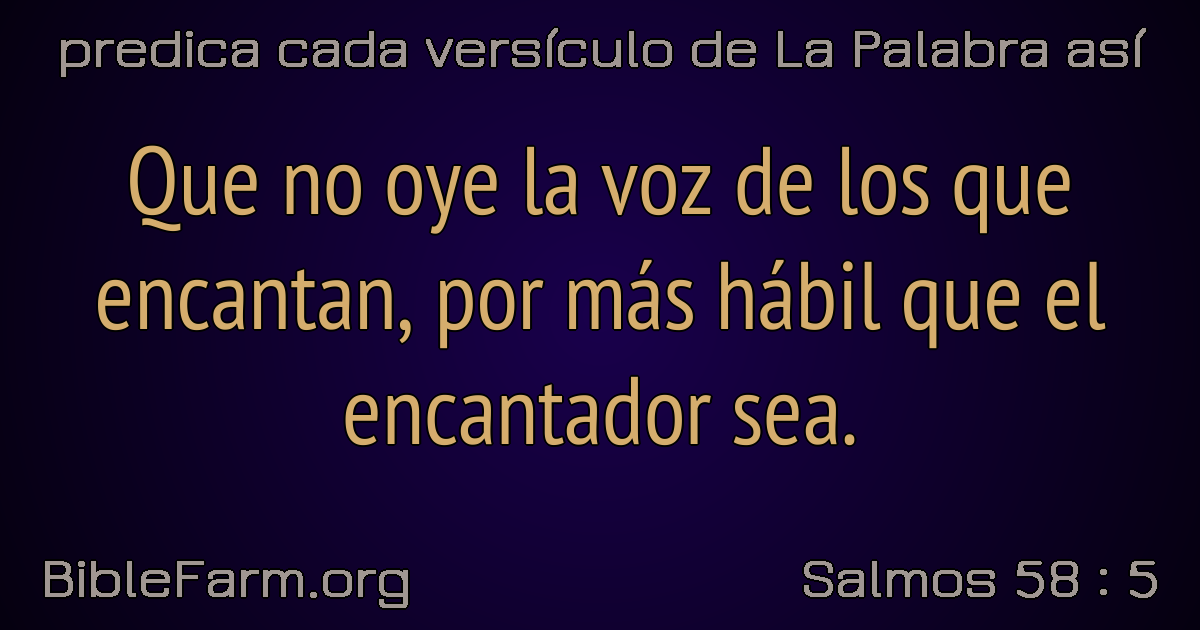 predica cada versículo de La Palabra así
Que no oye la voz de los que
encantan, por más hábil que el
encantador sea.
BibleFarm.org
Salmos 58 : 5